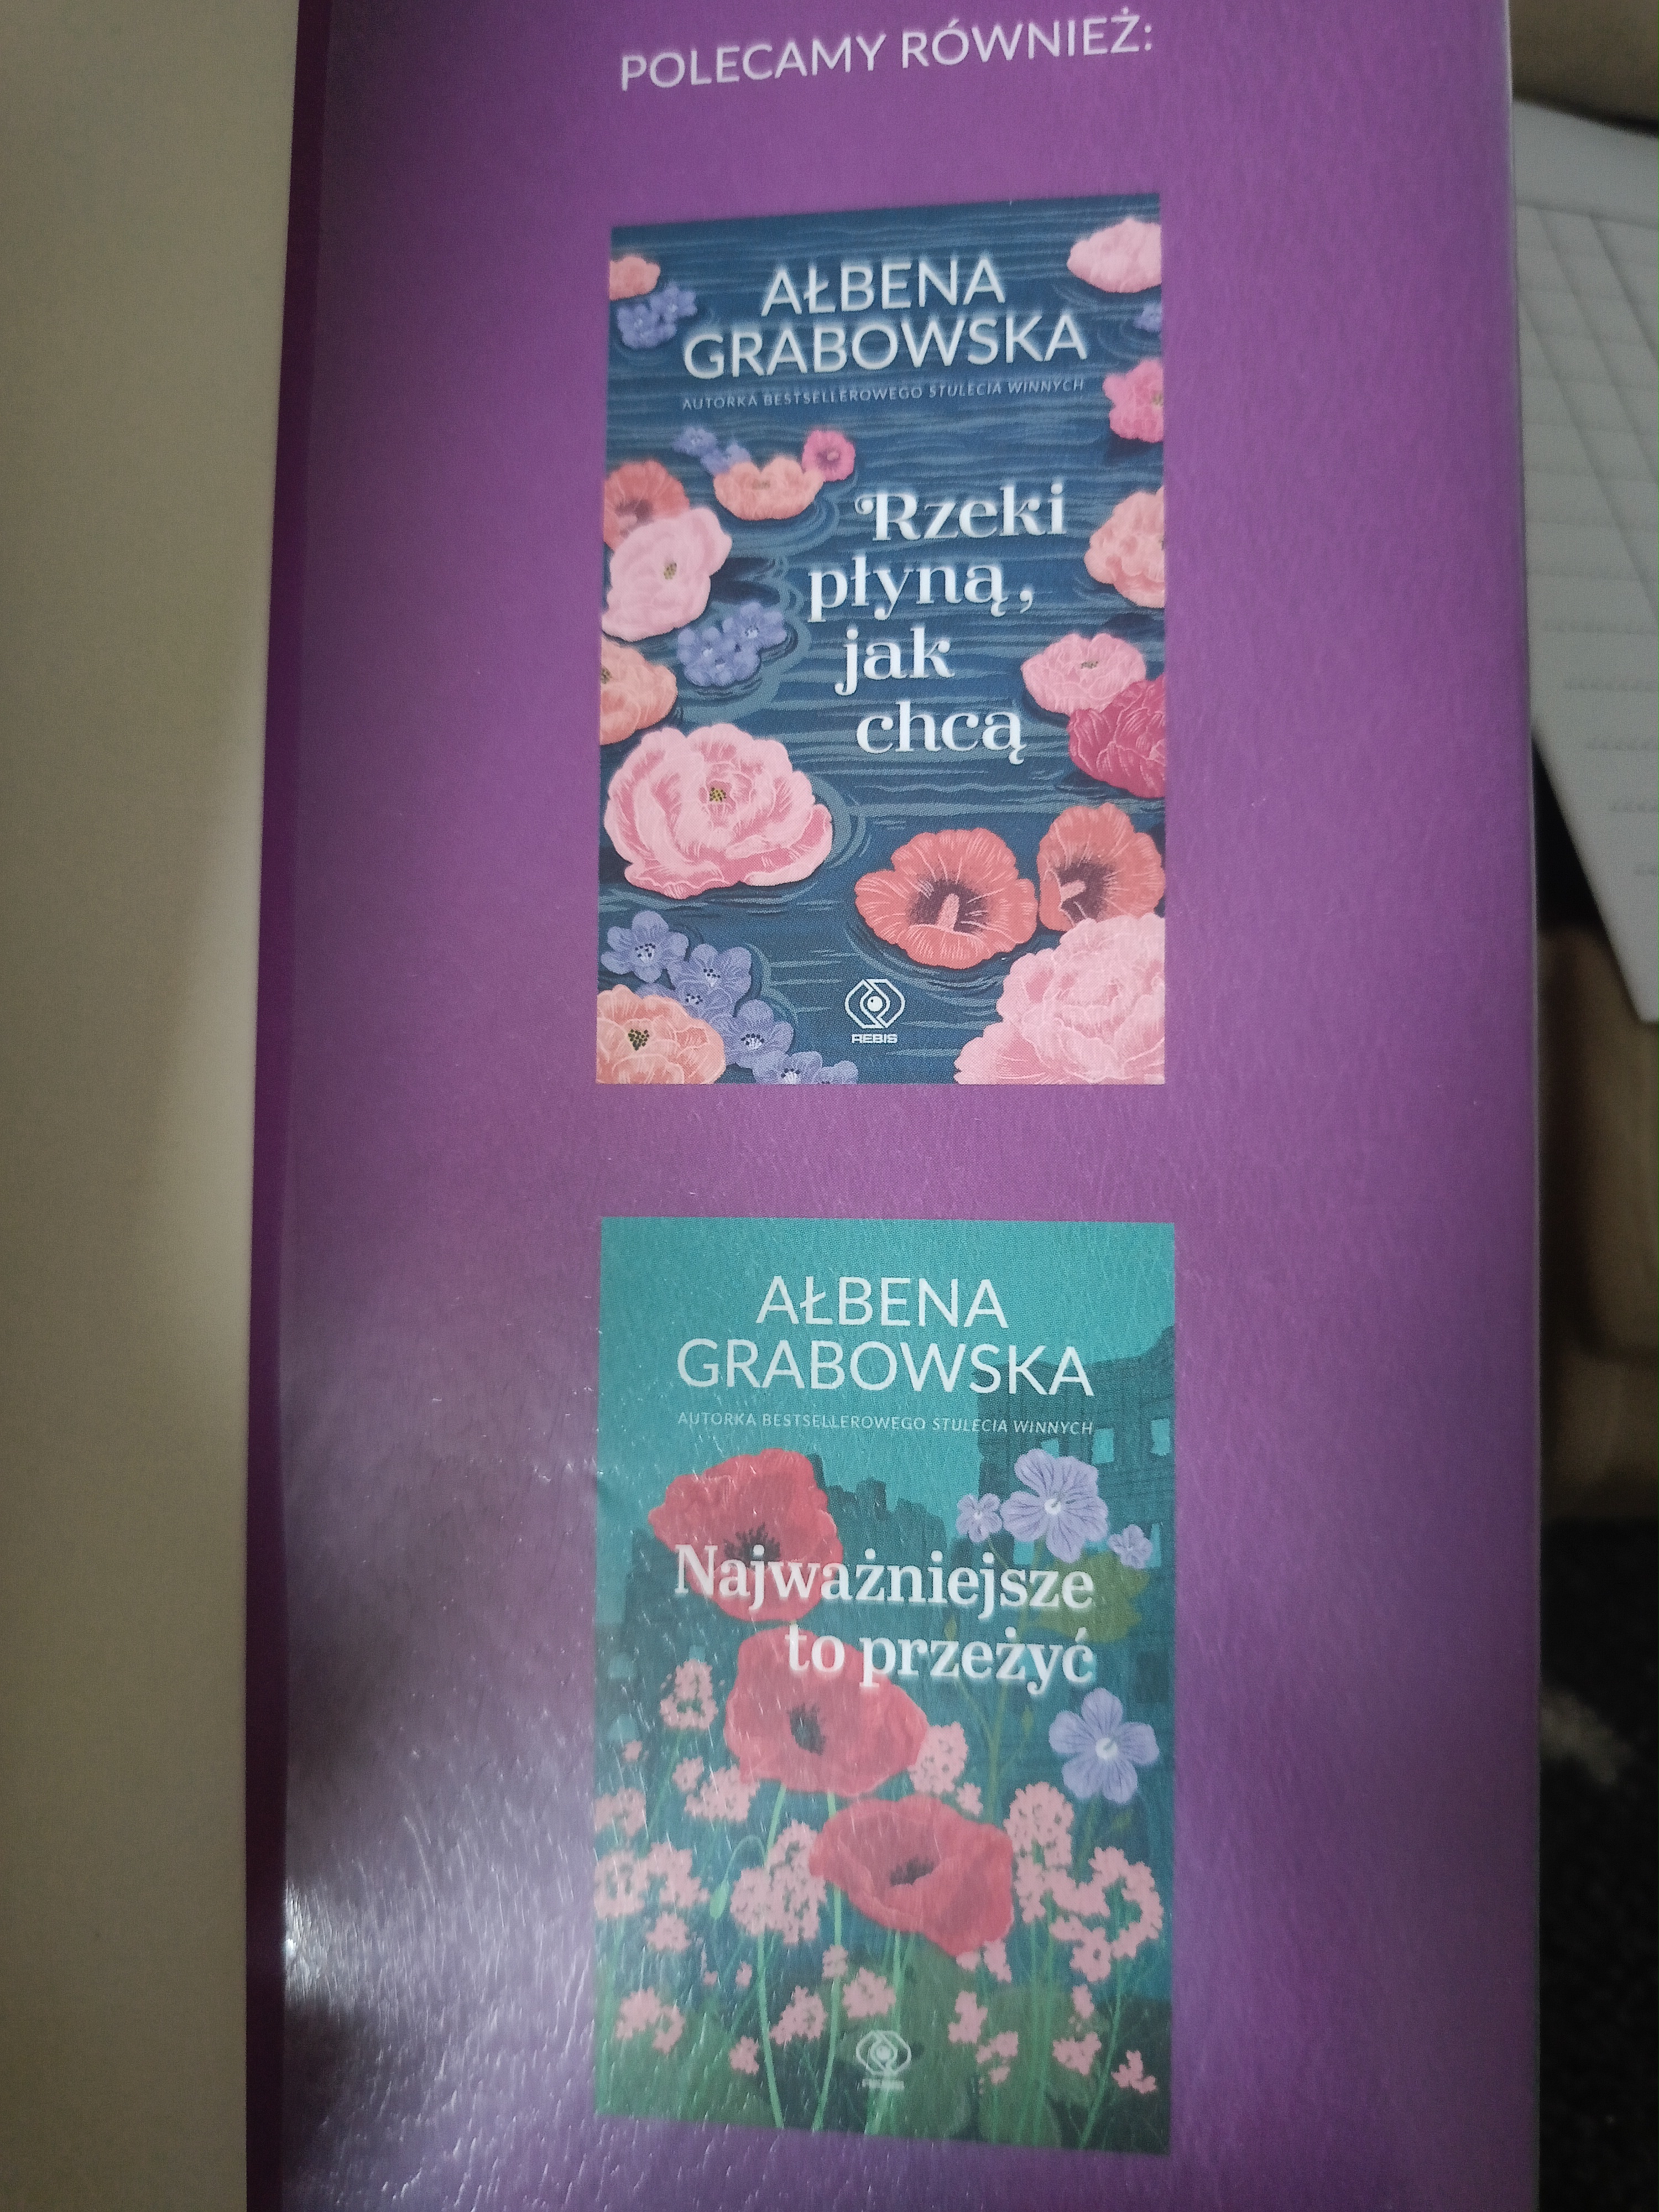 POLECAMY RÓWNIEŻ:
AŁBENA
GRABOWSKA
AUTORKA BESTSELLEROWEGO STULECIA WINNYCH
Rzeki
płyną,
jak
chcą
REBIS
AŁBENA
GRABOWSKA
AUTORKA BESTSELLEROWEGO STULECIA WINNYCH
Najważniejsze
to przeżyć
REBIS